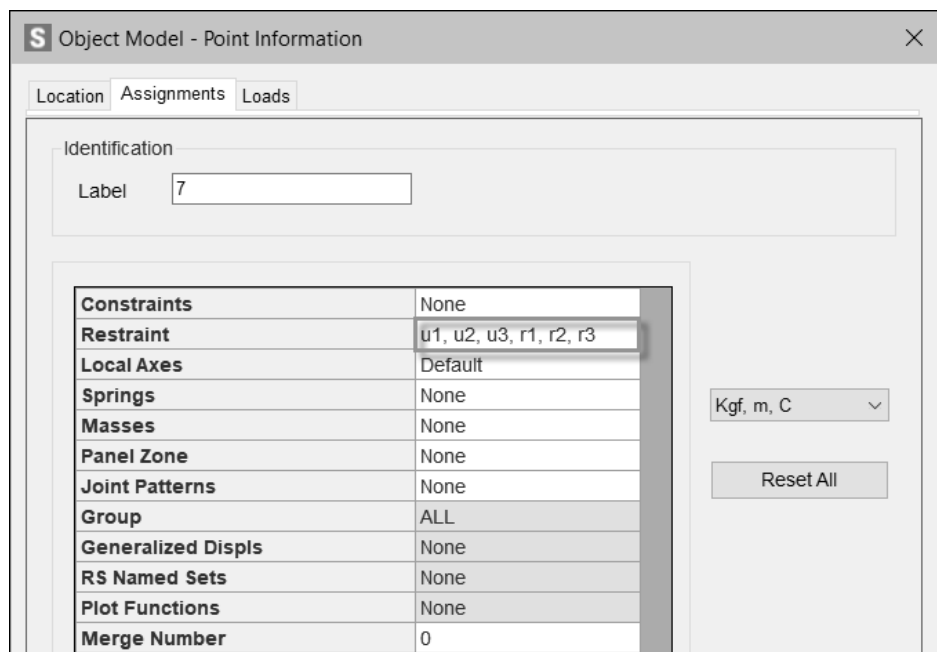 S Object Model - Point Information
Location Assignments Loads
Identification
Label 7
Constraints None
Restraint u1, u2, u3, r1, r2, r3
Local Axes Default
Springs None
Masses None
Panel Zone None
Joint Patterns None
Group ALL
Generalized Displs None
RS Named Sets None
Plot Functions None
Merge Number 0
Kgf, m, C
Reset All